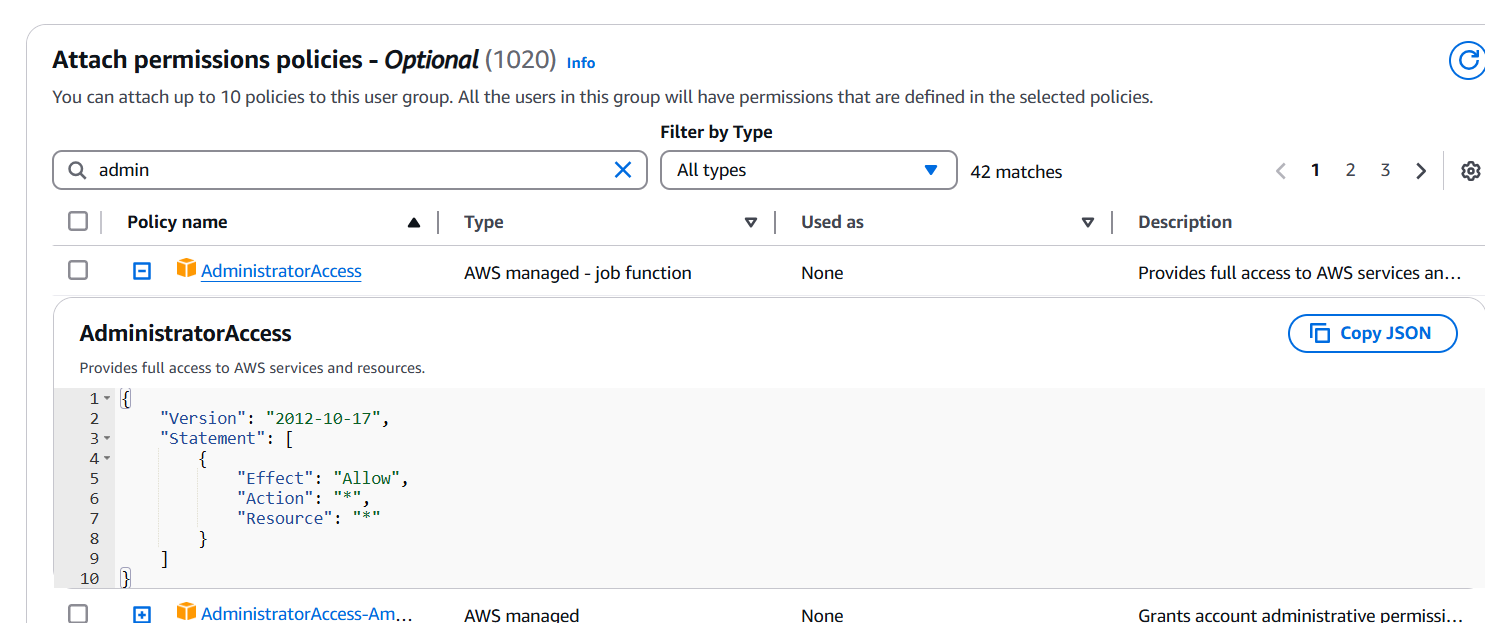 Attach permissions policies - Optional (1020) Info
You can attach up to 10 policies to this user group. All the users in this group will have permissions that are defined in the selected policies.
Filter by Type
admin All types 42 matches 1 2 3
Policy name Type Used as Description
AdministratorAccess AWS managed - job function None Provides full access to AWS services an...
AdministratorAccess Copy JSON
Provides full access to AWS services and resources.
1 {
2 "Version": "2012-10-17",
3 "Statement": [
4 {
5 "Effect": "Allow",
6 "Action": "*",
7 "Resource": "*"
8 }
9 ]
10 }
AdministratorAccess-Am... AWS managed None Grants account administrative permissi...